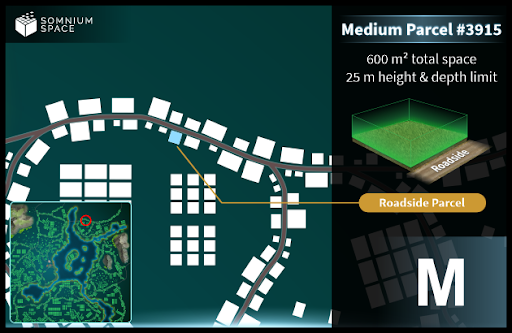 SOMNIUM
SPACE
Medium Parcel #3915
600 m² total space
25 m height & depth limit
Roadside
Roadside Parcel
M